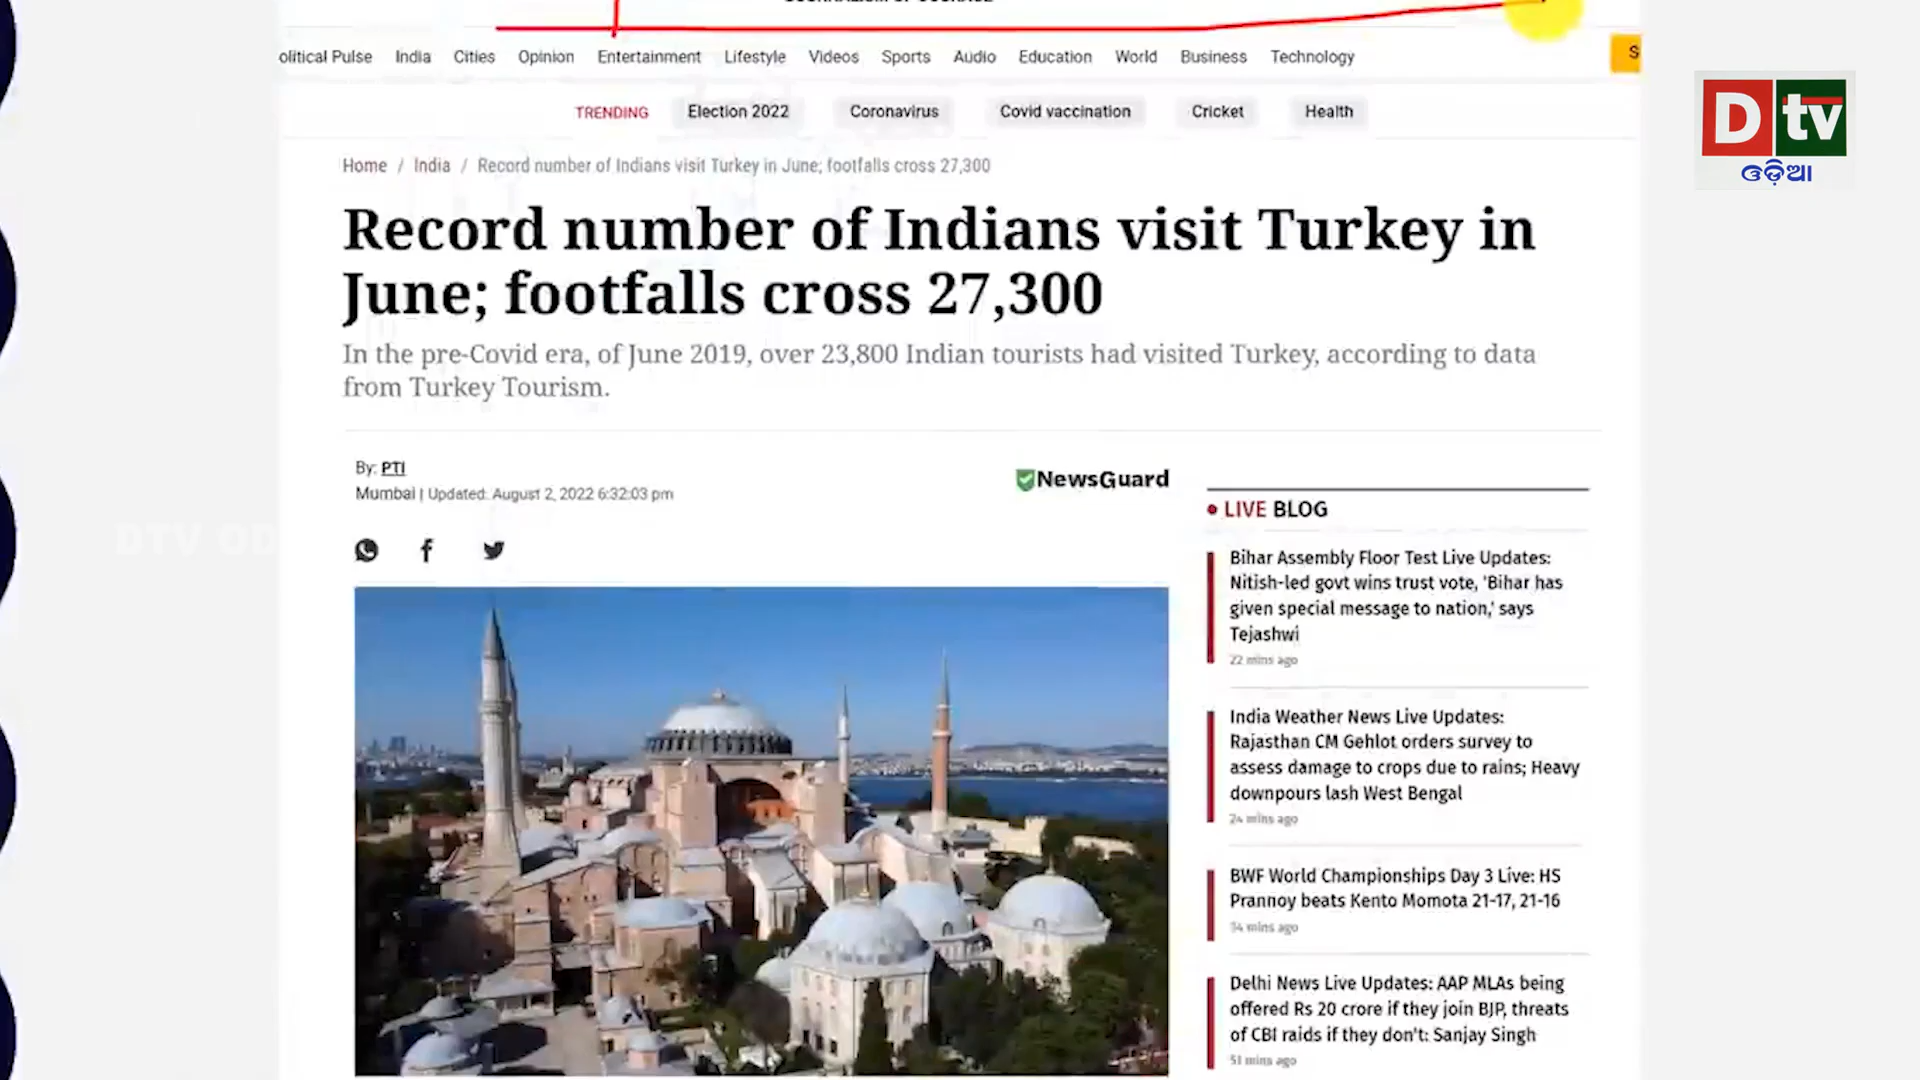 olitical Pulse India Cities Opinion Entertainment Lifestyle Videos Sports Audio Education World Business Technology
S
TRENDING Election 2022 Coronavirus Covid vaccination Cricket Health
D tv
ଓଡ଼ିଆ
Home / India / Record number of Indians visit Turkey in June; footfalls cross 27,300
Record number of Indians visit Turkey in
June; footfalls cross 27,300
In the pre-Covid era, of June 2019, over 23,800 Indian tourists had visited Turkey, according to data
from Turkey Tourism.
By: PTI
Mumbai | Updated: August 2, 2022 6:32:03 pm
NewsGuard
DTV OD
LIVE BLOG
Bihar Assembly Floor Test Live Updates:
Nitish-led govt wins trust vote, 'Bihar has
given special message to nation,' says
Tejashwi
22 mins ago
India Weather News Live Updates:
Rajasthan CM Gehlot orders survey to
assess damage to crops due to rains; Heavy
downpours lash West Bengal
24 mins ago
BWF World Championships Day 3 Live: HS
Prannoy beats Kento Momota 21-17, 21-16
34 mins ago
Delhi News Live Updates: AAP MLAs being
offered Rs 20 crore if they join BJP, threats
of CBI raids if they don't: Sanjay Singh
51 mins ago